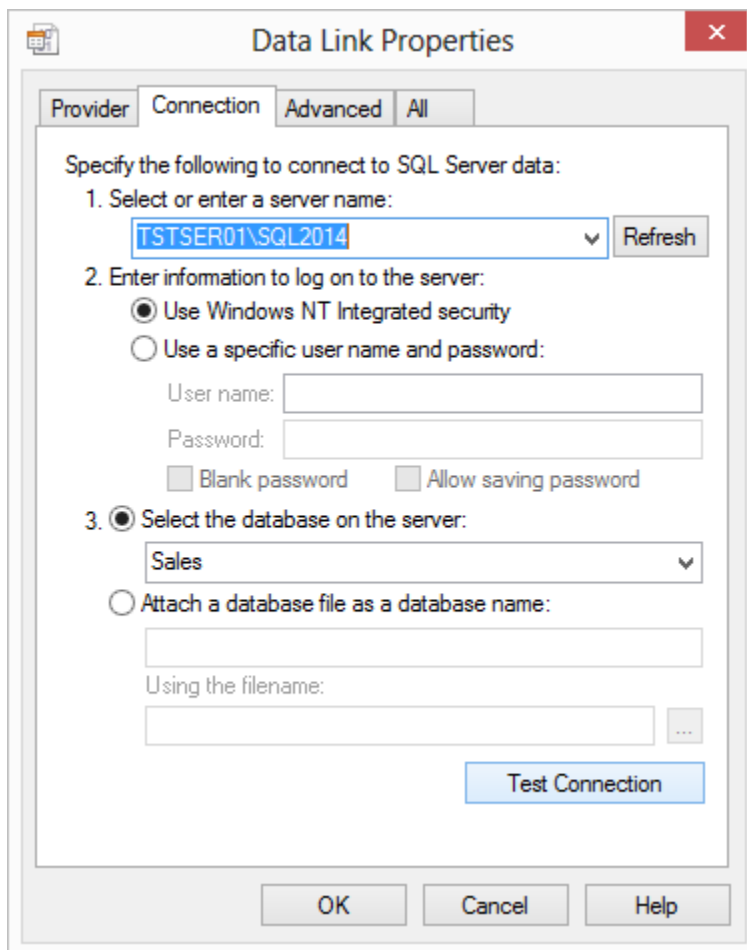 Data Link Properties
Provider Connection Advanced All
Specify the following to connect to SQL Server data:
1. Select or enter a server name:
TSTSER01\SQL2014 Refresh
2. Enter information to log on to the server:
Use Windows NT Integrated security
Use a specific user name and password:
User name:
Password:
Blank password Allow saving password
3. Select the database on the server:
Sales
Attach a database file as a database name:
Using the filename:
...
Test Connection
OK Cancel Help